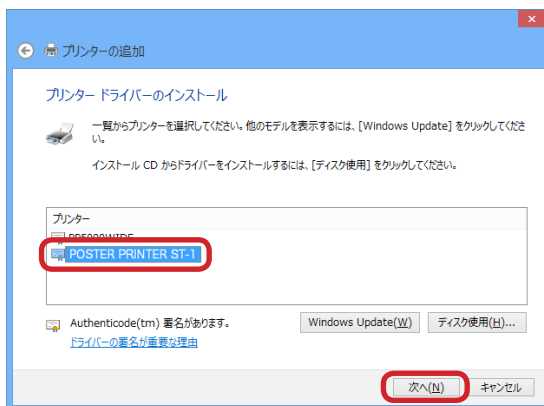 プリンターの追加
プリンター ドライバーのインストール
一覧からプリンターを選択してください。他のモデルを表示するには、[Windows Update] をクリックしてくださ
い。
インストール CD からドライバーをインストールするには、[ディスク使用] をクリックしてください。
プリンター
POSTER PRINTER ST-1
Authenticode(tm) 署名があります。
Windows Update(W)
ディスク使用(H)...
ドライバーの署名が重要な理由
次へ(N)
キャンセル